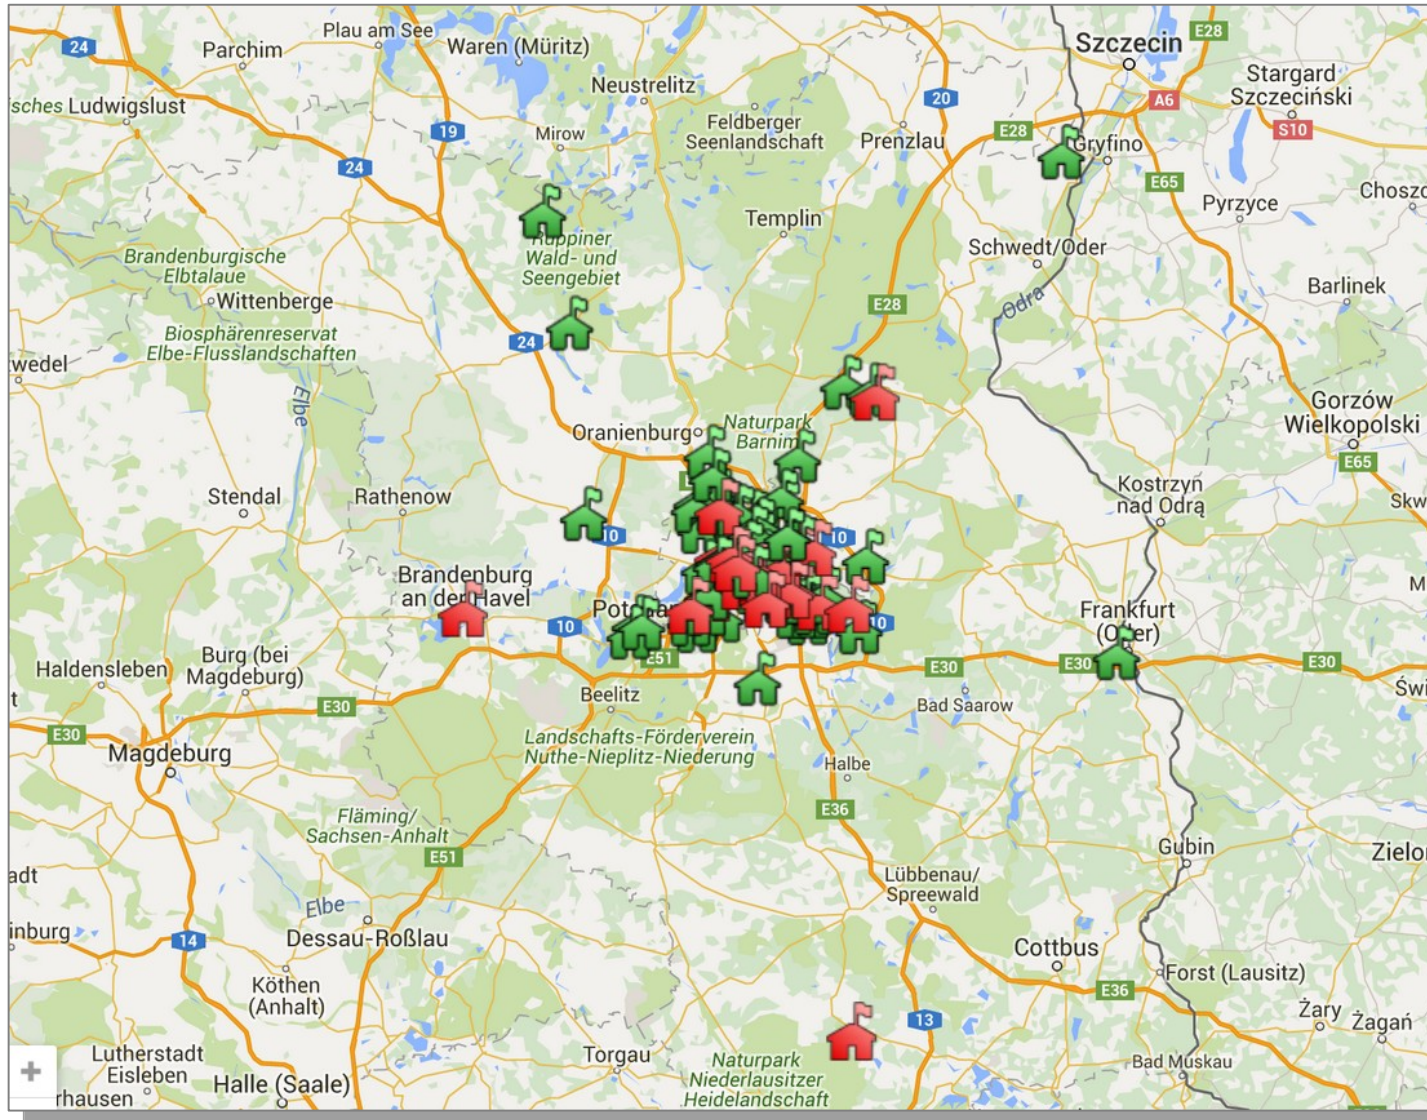 Plau am See
24
Parchim
Waren (Müritz)
Szczecin
E28
Stargard
Szczeciński
Neustrelitz
isches Ludwigslust
20
A6
19
Mirow
Feldberger
Seenlandschaft
Prenzlau
E28
S10
Gryfino
24
E65
Choszc
Pyrzyce
Templin
Ruppiner
Wald- und
Seengebiet
Schwedt/Oder
Brandenburgische
Elbtalaue
Wittenberge
Barlinek
Odra
E28
Biosphärenreservat
Elbe-Flusslandschaften
24
zwedel
Elbe
Gorzów
Wielkopolski
E65
Naturpark
Barnim
Oranienburg
Stendal
Rathenow
Kostrzyn
nad Odrą
Skw
10
10
Brandenburg
an der Havel
Frankfurt
(Oder)
10
10
Haldensleben
Burg (bei
Magdeburg)
E51
E30
E30
E30
Świ
t
Beelitz
Bad Saarow
E30
E30
Magdeburg
Landschafts-Förderverein
Nuthe-Nieplitz-Niederung
Halbe
E36
Fläming/
Sachsen-Anhalt
E51
Gubin
Zielo
adt
Lübbenau/
Spreewald
Elbe
inburg
14
Dessau-Roßlau
Cottbus
Forst (Lausitz)
Köthen
(Anhalt)
E36
13
Żary
Żagań
Lutherstadt
Eisleben
Torgau
Naturpark
Niederlausitzer
Heidelandschaft
Bad Muskau
rhausen
Halle (Saale)